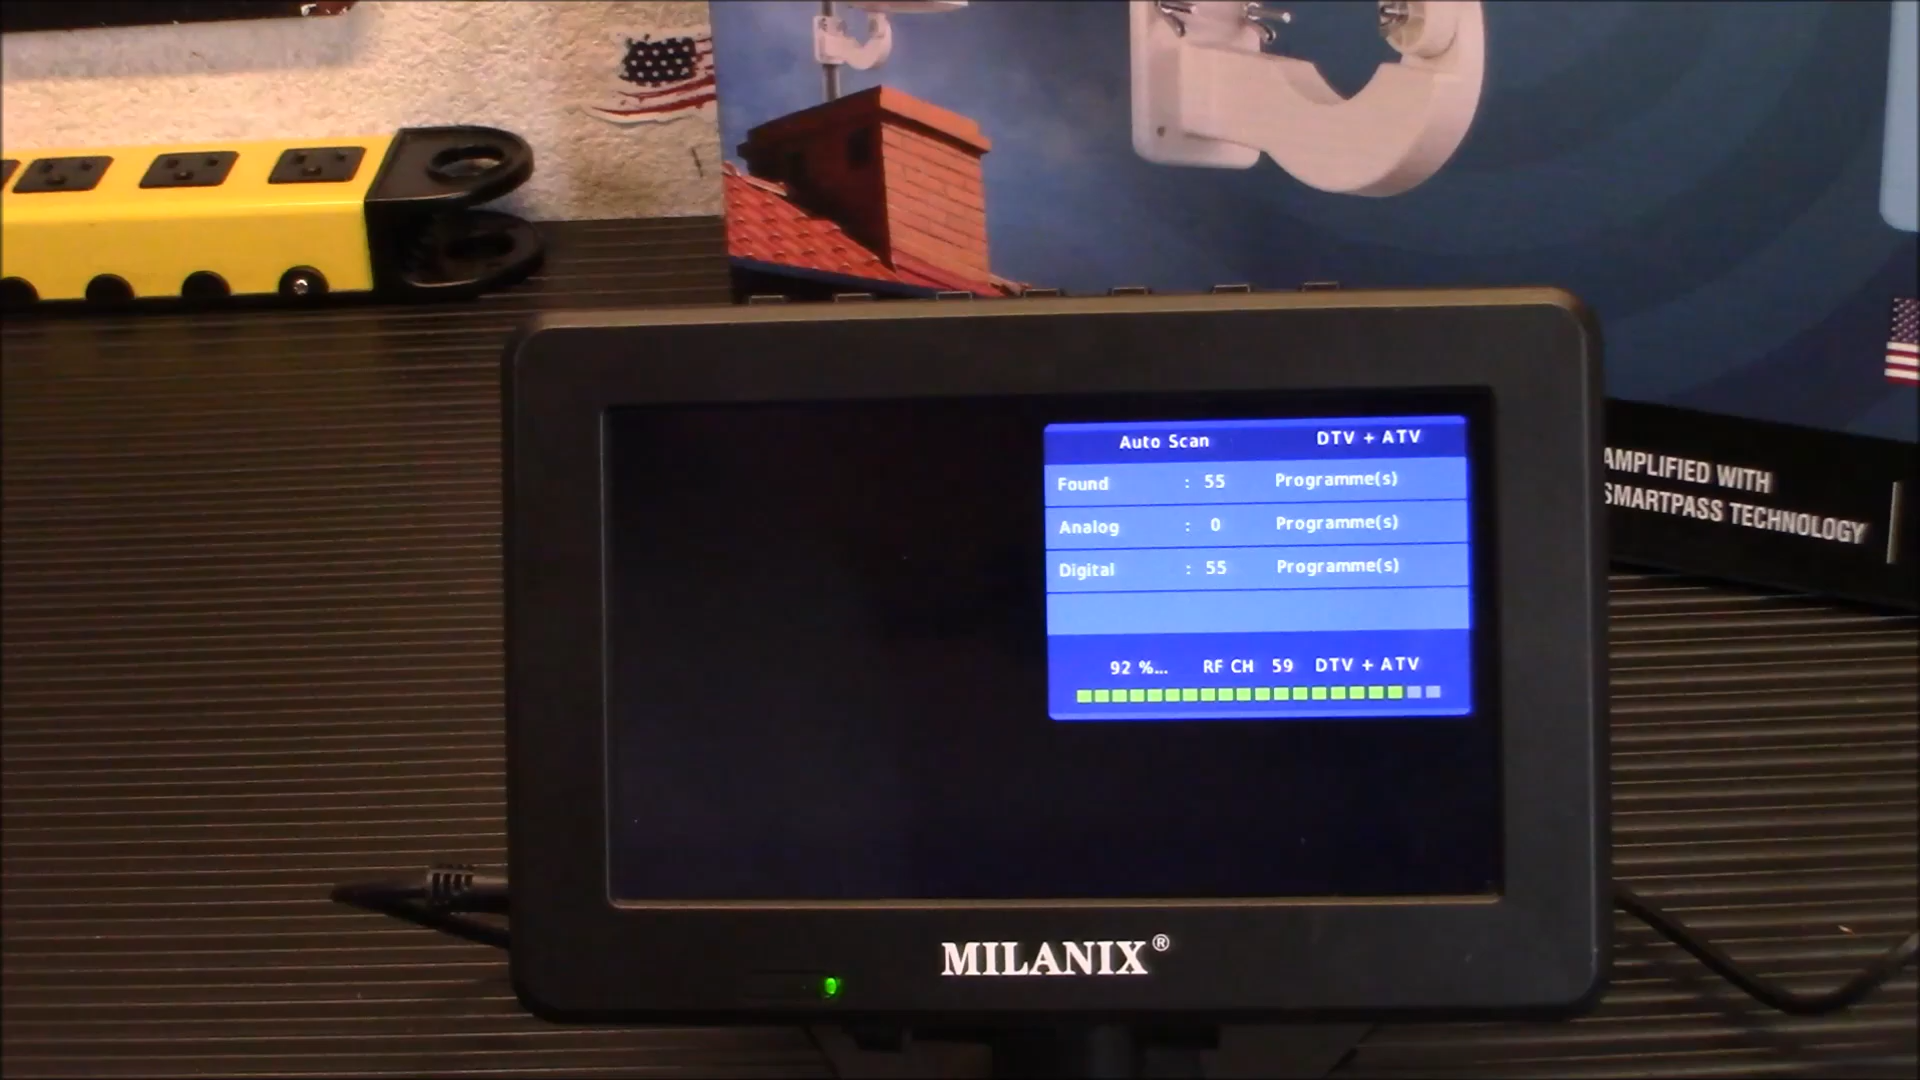 AMPLIFIED WITH
SMARTPASS TECHNOLOGY
Auto Scan DTV + ATV
Found : 55 Programme(s)
Analog : 0 Programme(s)
Digital : 55 Programme(s)
92 %... RF CH 59 DTV + ATV
MILANIX®